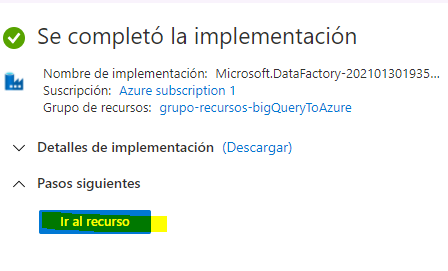 Se completó la implementación
Nombre de implementación: Microsoft.DataFactory-202101301935...
Suscripción: Azure subscription 1
Grupo de recursos: grupo-recursos-bigQueryToAzure
Detalles de implementación (Descargar)
Pasos siguientes
Ir al recurso